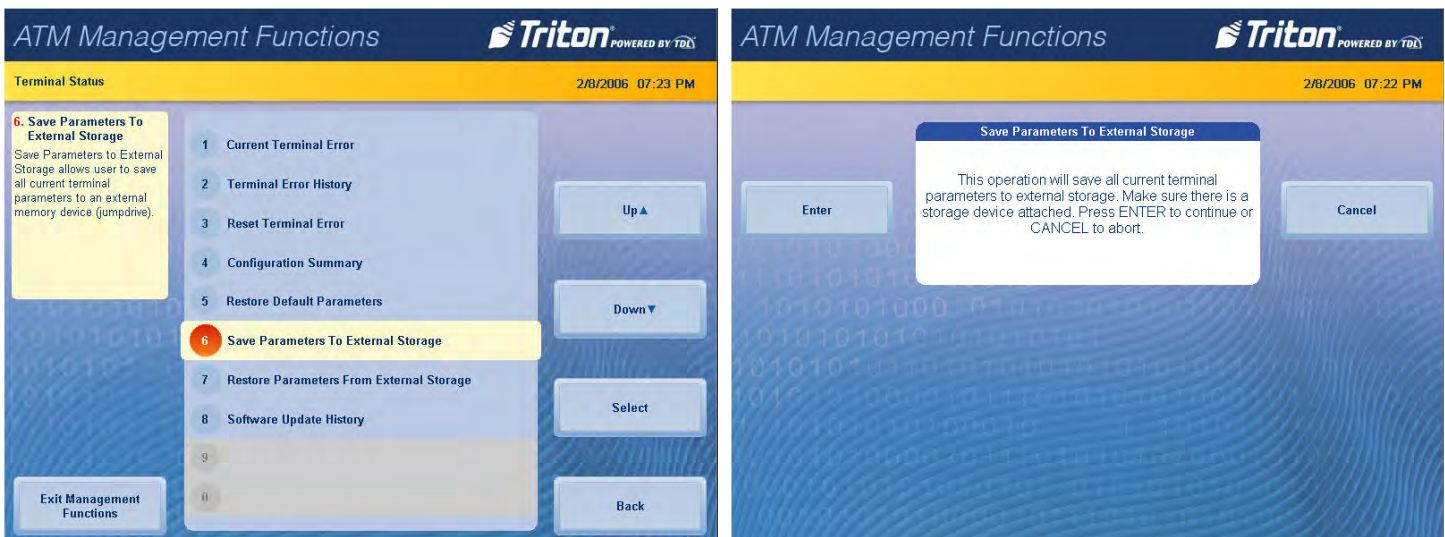 ATM Management Functions
Triton POWERED BY TDL
Terminal Status
2/8/2006 07:23 PM
6. Save Parameters To
External Storage
Save Parameters to External
Storage allows user to save
all current terminal
parameters to an external
memory device (jumpdrive).
1 Current Terminal Error
2 Terminal Error History
3 Reset Terminal Error
4 Configuration Summary
5 Restore Default Parameters
6 Save Parameters To External Storage
7 Restore Parameters From External Storage
8 Software Update History
9
0
Up▲
Down▼
Select
Back
Exit Management
Functions
ATM Management Functions
Triton POWERED BY TDL
2/8/2006 07:22 PM
Save Parameters To External Storage
This operation will save all current terminal
parameters to external storage. Make sure there is a
storage device attached. Press ENTER to continue or
CANCEL to abort.
Enter
Cancel